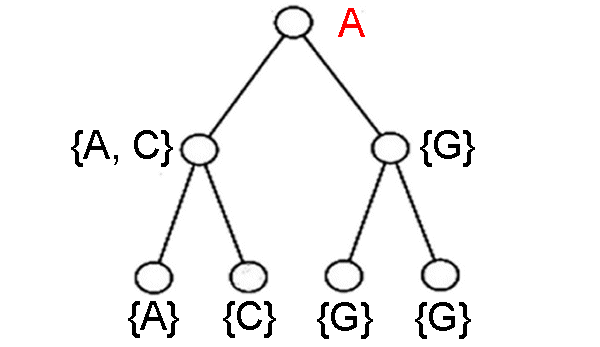 A
{A, C} {G}
{A} {C} {G} {G}